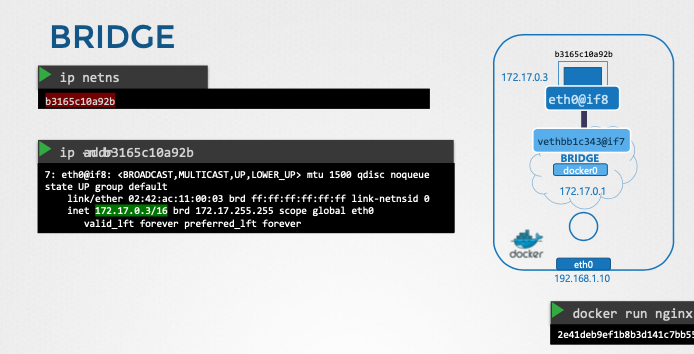 BRIDGE
ip netns
b3165c10a92b
ip addr b3165c10a92b
7: eth0@if8: <BROADCAST,MULTICAST,UP,LOWER_UP> mtu 1500 qdisc noqueue
state UP group default
link/ether 02:42:ac:11:00:03 brd ff:ff:ff:ff:ff:ff link-netnsid 0
inet 172.17.0.3/16 brd 172.17.255.255 scope global eth0
valid_lft forever preferred_lft forever
b3165c10a92b
172.17.0.3
eth0@if8
vethbb1c343@if7
BRIDGE
docker0
172.17.0.1
docker
eth0
192.168.1.10
docker run nginx
2e41deb9ef1b8b3d141c7bb55